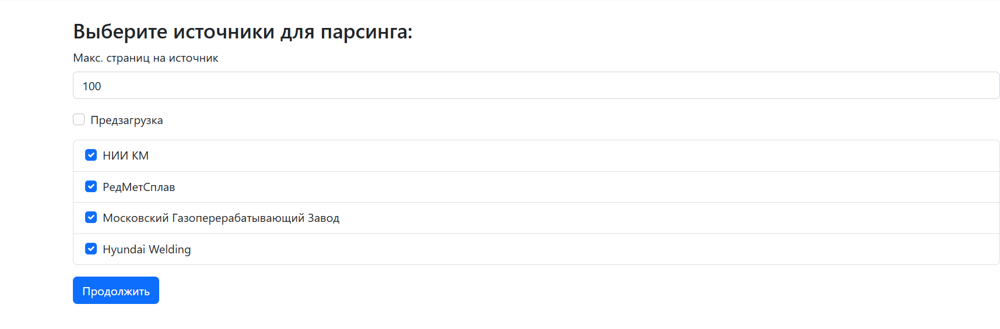 Выберите источники для парсинга:
Макс. страниц на источник
100
Предзагрузка
НИИ КМ
РедМетСплав
Московский Газоперерабатывающий Завод
Hyundai Welding
Продолжить